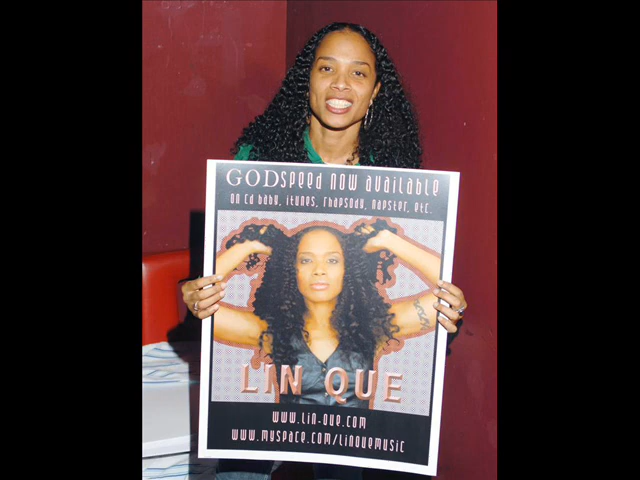 GODSPEED NOW AVAILABLE
ON CD BABY, ITUNES, RHAPSODY, NAPSTER, ETC.
LIN QUE
WWW.LIN-QUE.COM
WWW.MYSPACE.COM/LINQUEMUSIC